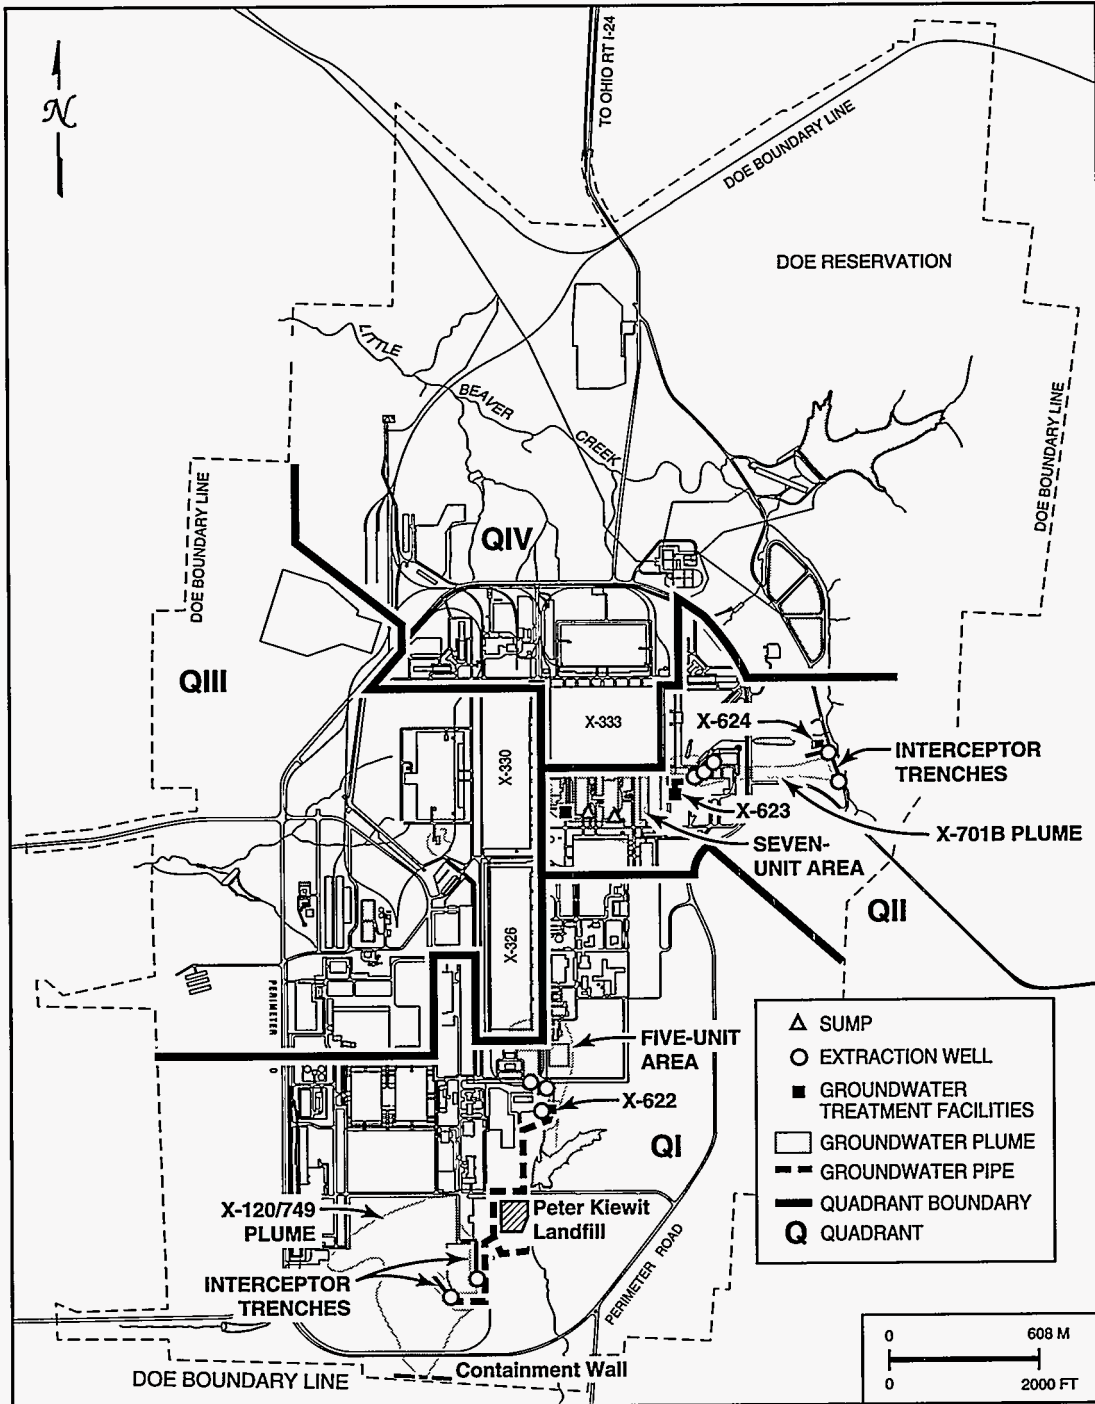 N
TO OHIO RT I-24
DOE BOUNDARY LINE
DOE RESERVATION
LITTLE
BEAVER
CREEK
DOE BOUNDARY LINE
DOE BOUNDARY LINE
QIV
QIII
X-333
X-330
X-624
INTERCEPTOR
TRENCHES
X-623
X-701B PLUME
SEVEN-
UNIT AREA
QII
X-326
PERIMETER
FIVE-UNIT
AREA
X-622
QI
X-120/749
PLUME
Peter Kiewit
Landfill
INTERCEPTOR
TRENCHES
PERIMETER ROAD
Containment Wall
DOE BOUNDARY LINE
SUMP
EXTRACTION WELL
GROUNDWATER
TREATMENT FACILITIES
GROUNDWATER PLUME
GROUNDWATER PIPE
QUADRANT BOUNDARY
Q QUADRANT
0 608 M
0 2000 FT